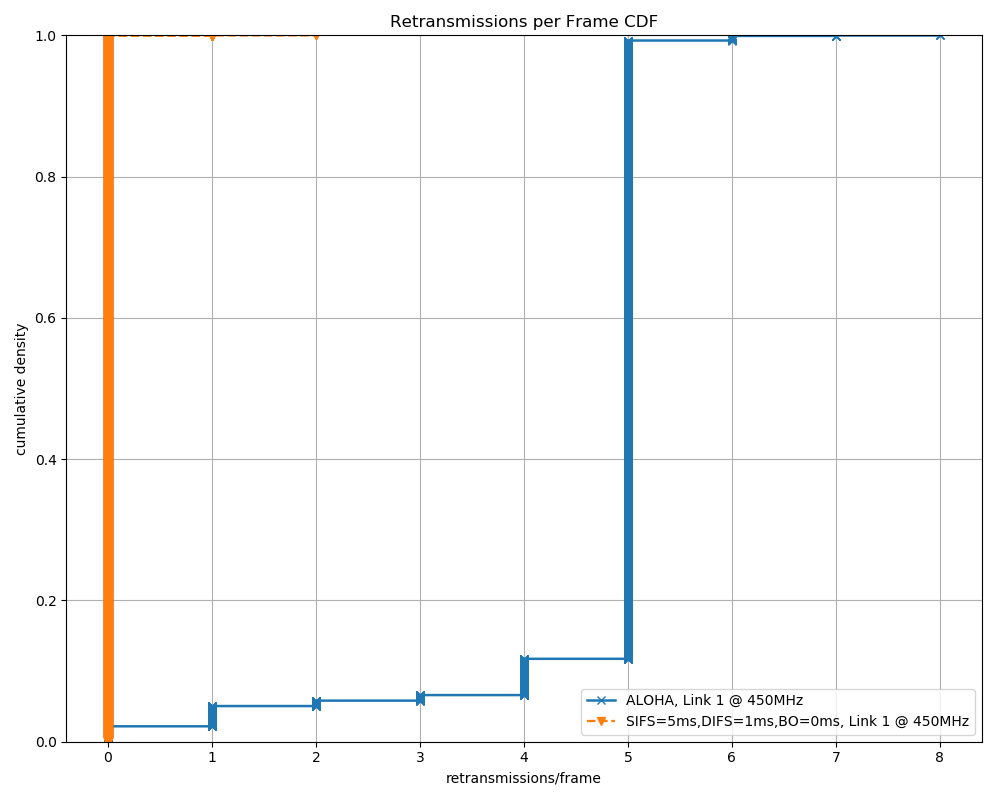 Retransmissions per Frame CDF
1.0
0.8
0.6
0.4
0.2
0.0
cumulative density
ALOHA, Link 1 @ 450MHz
SIFS=5ms,DIFS=1ms,BO=0ms, Link 1 @ 450MHz
0 1 2 3 4 5 6 7 8
retransmissions/frame